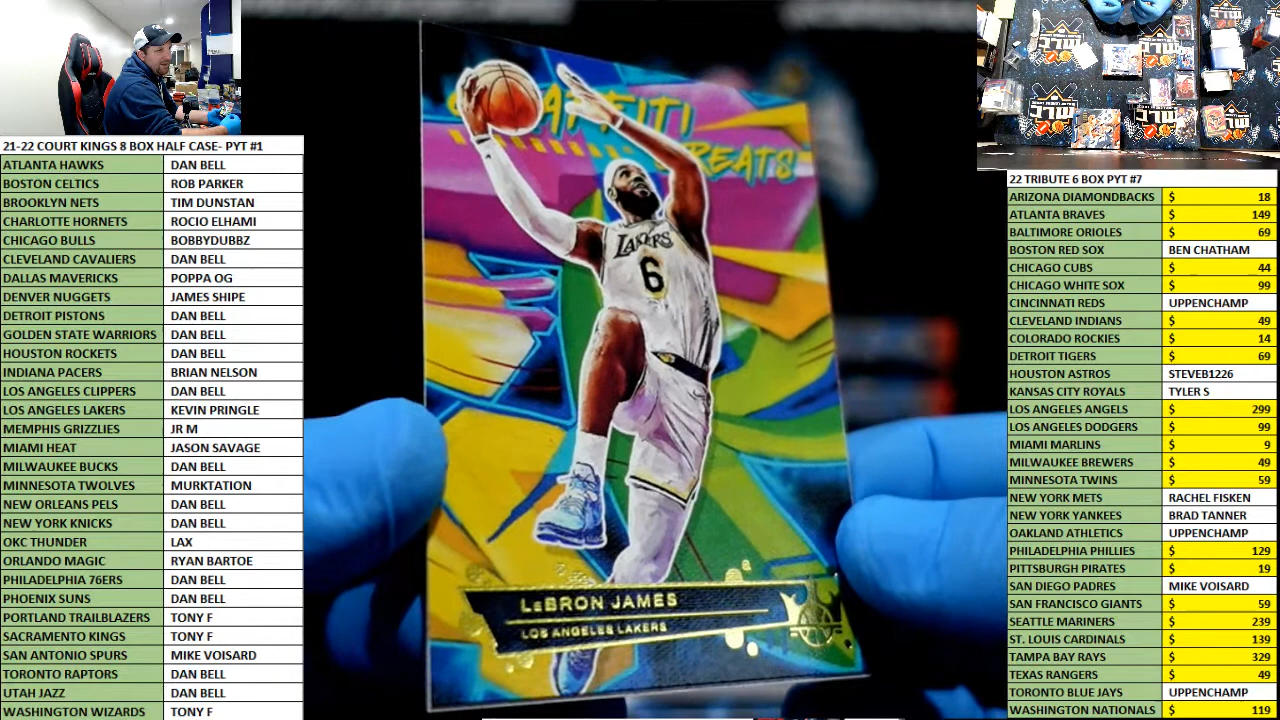 21-22 COURT KINGS 8 BOX HALF CASE- PYT #1
ATLANTA HAWKS DAN BELL
BOSTON CELTICS ROB PARKER
BROOKLYN NETS TIM DUNSTAN
CHARLOTTE HORNETS ROCIO ELHAMI
CHICAGO BULLS BOBBYDUBBZ
CLEVELAND CAVALIERS DAN BELL
DALLAS MAVERICKS POPPA OG
DENVER NUGGETS JAMES SHIPE
DETROIT PISTONS DAN BELL
GOLDEN STATE WARRIORS DAN BELL
HOUSTON ROCKETS DAN BELL
INDIANA PACERS BRIAN NELSON
LOS ANGELES CLIPPERS DAN BELL
LOS ANGELES LAKERS KEVIN PRINGLE
MEMPHIS GRIZZLIES JR M
MIAMI HEAT JASON SAVAGE
MILWAUKEE BUCKS DAN BELL
MINNESOTA TWOLVES MURKTATION
NEW ORLEANS PELS DAN BELL
NEW YORK KNICKS DAN BELL
OKC THUNDER LAX
ORLANDO MAGIC RYAN BARTOE
PHILADELPHIA 76ERS DAN BELL
PHOENIX SUNS DAN BELL
PORTLAND TRAILBLAZERS TONY F
SACRAMENTO KINGS TONY F
SAN ANTONIO SPURS MIKE VOISARD
TORONTO RAPTORS DAN BELL
UTAH JAZZ DAN BELL
WASHINGTON WIZARDS TONY F
LAKERS
6
LEBRON JAMES
LOS ANGELES LAKERS
22 TRIBUTE 6 BOX PYT #7
ARIZONA DIAMONDBACKS $ 18
ATLANTA BRAVES $ 149
BALTIMORE ORIOLES $ 69
BOSTON RED SOX BEN CHATHAM
CHICAGO CUBS $ 44
CHICAGO WHITE SOX $ 99
CINCINNATI REDS UPPENCHAMP
CLEVELAND INDIANS $ 49
COLORADO ROCKIES $ 14
DETROIT TIGERS $ 69
HOUSTON ASTROS STEVEB1226
KANSAS CITY ROYALS TYLER S
LOS ANGELES ANGELS $ 299
LOS ANGELES DODGERS $ 99
MIAMI MARLINS $ 9
MILWAUKEE BREWERS $ 49
MINNESOTA TWINS $ 59
NEW YORK METS RACHEL FISKEN
NEW YORK YANKEES BRAD TANNER
OAKLAND ATHLETICS UPPENCHAMP
PHILADELPHIA PHILLIES $ 129
PITTSBURGH PIRATES $ 19
SAN DIEGO PADRES MIKE VOISARD
SAN FRANCISCO GIANTS $ 59
SEATTLE MARINERS $ 239
ST. LOUIS CARDINALS $ 139
TAMPA BAY RAYS $ 329
TEXAS RANGERS $ 49
TORONTO BLUE JAYS UPPENCHAMP
WASHINGTON NATIONALS $ 119